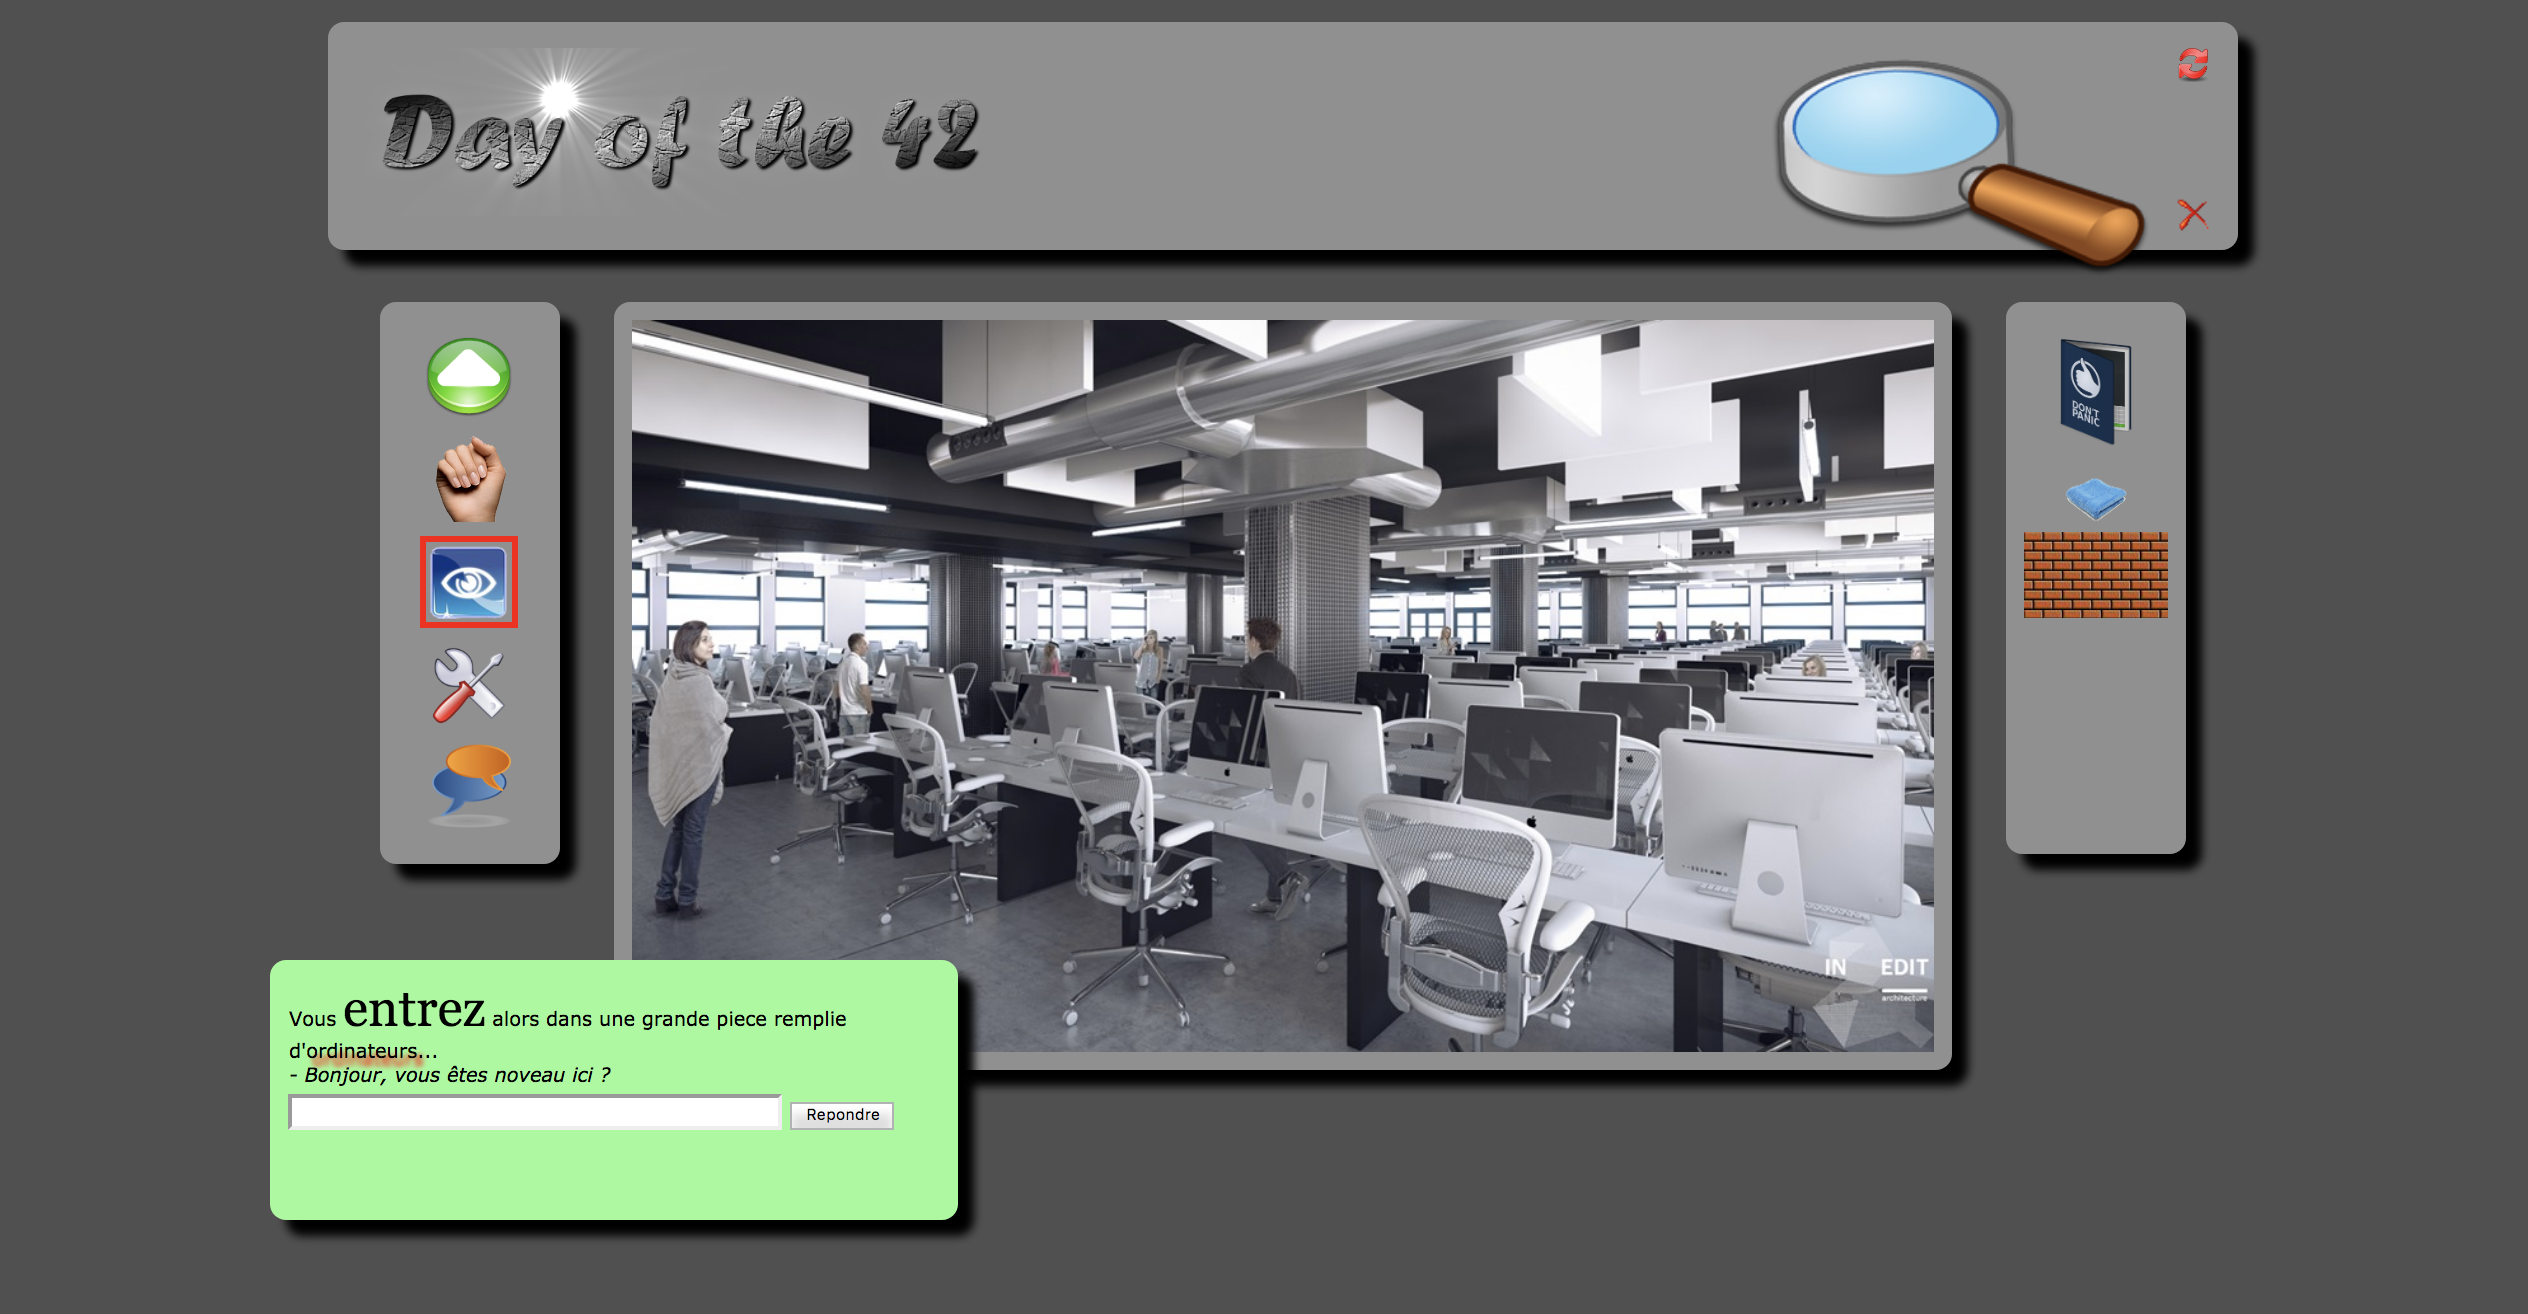 Day of the 42
DON'T
PANIC
IN EDIT
architecture
Vous entrez alors dans une grande piece remplie
d'ordinateurs...
- Bonjour, vous êtes noveau ici ?
Repondre